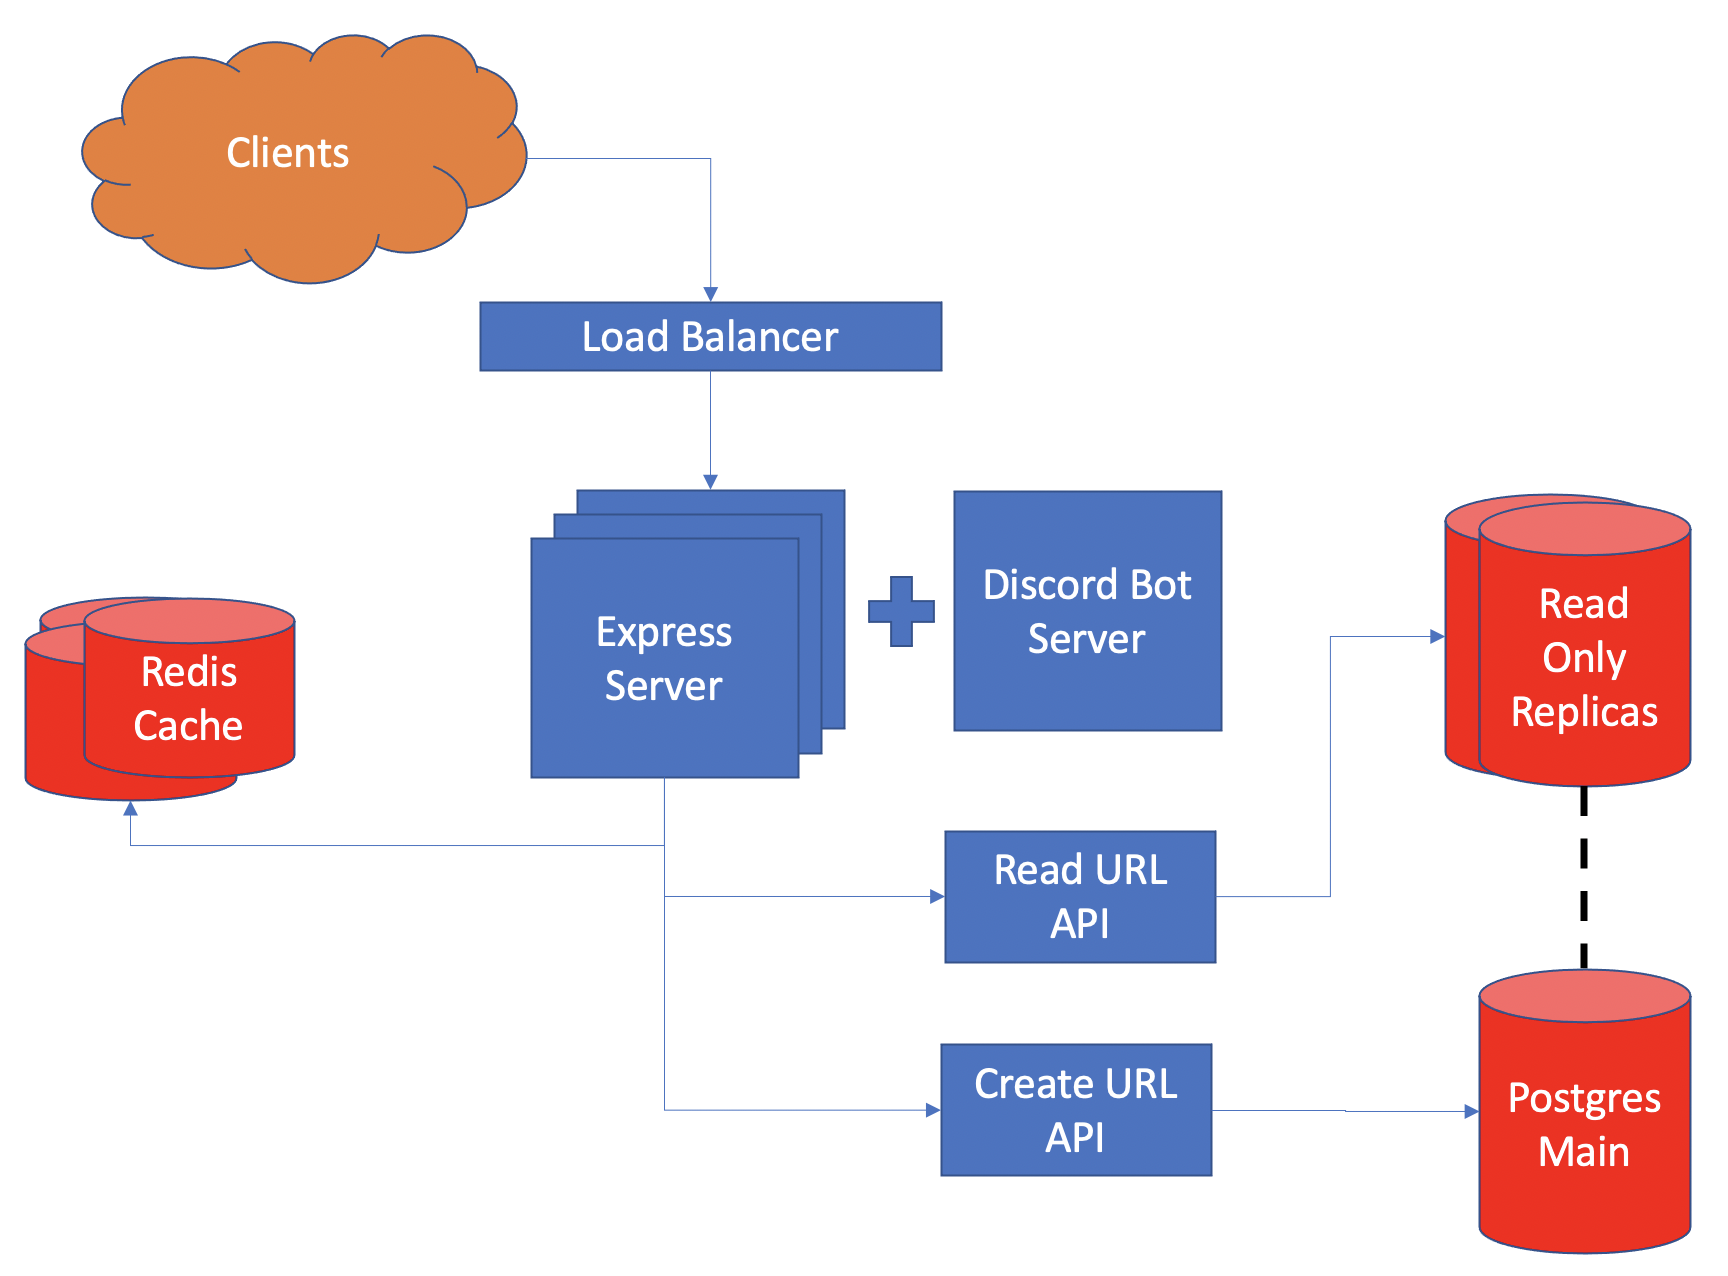 Clients
Load Balancer
Express
Server
Discord Bot
Server
Redis
Cache
Read
Only
Replicas
Read URL
API
Create URL
API
Postgres
Main